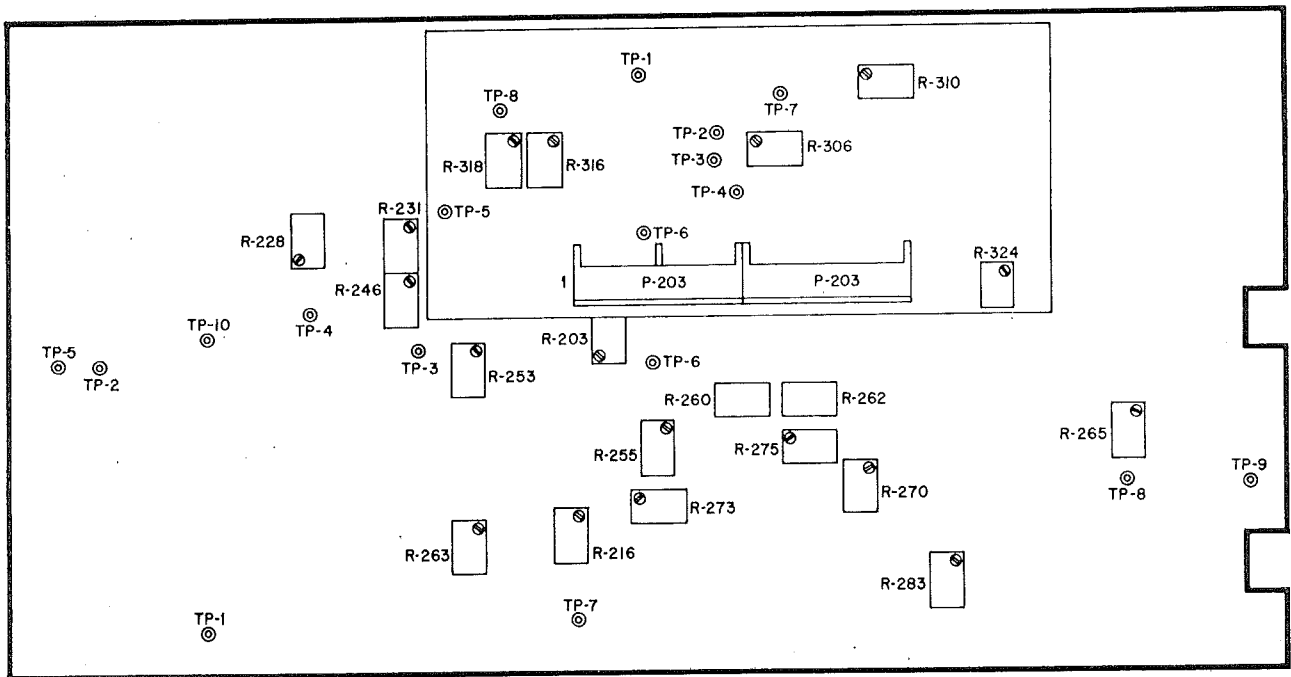 TP-1
R-310
TP-8
TP-7
TP-2
R-318
R-316
TP-3
R-306
TP-4
R-231
TP-5
R-228
TP-6
R-324
1
P-203
P-203
R-246
TP-4
TP-10
R-203
TP-5
TP-2
TP-3
R-253
TP-6
R-260
R-262
R-265
R-255
R-275
TP-9
R-270
TP-8
R-273
R-263
R-216
R-283
TP-1
TP-7